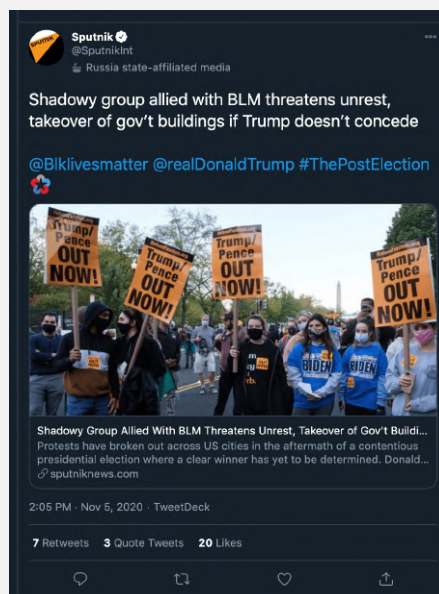 SPUTNIK
Sputnik
@SputnikInt
Russia state-affiliated media
Shadowy group allied with BLM threatens unrest,
takeover of gov't buildings if Trump doesn't concede
@Blklivesmatter @realDonaldTrump #ThePostElection
Trump/
Pence
OUT
NOW!
Trump/
Pence
OUT
NOW!
Trump/
Pence
OUT
NOW!
Trump/
Pence
OUT
NOW!
BIDEN
BIDEN
Shadowy Group Allied With BLM Threatens Unrest, Takeover of Gov't Buildi...
Protests have broken out across US cities in the aftermath of a contentious
presidential election where a clear winner has yet to be determined. Donald...
sputniknews.com
2:05 PM · Nov 5, 2020 · TweetDeck
7 Retweets 3 Quote Tweets 20 Likes